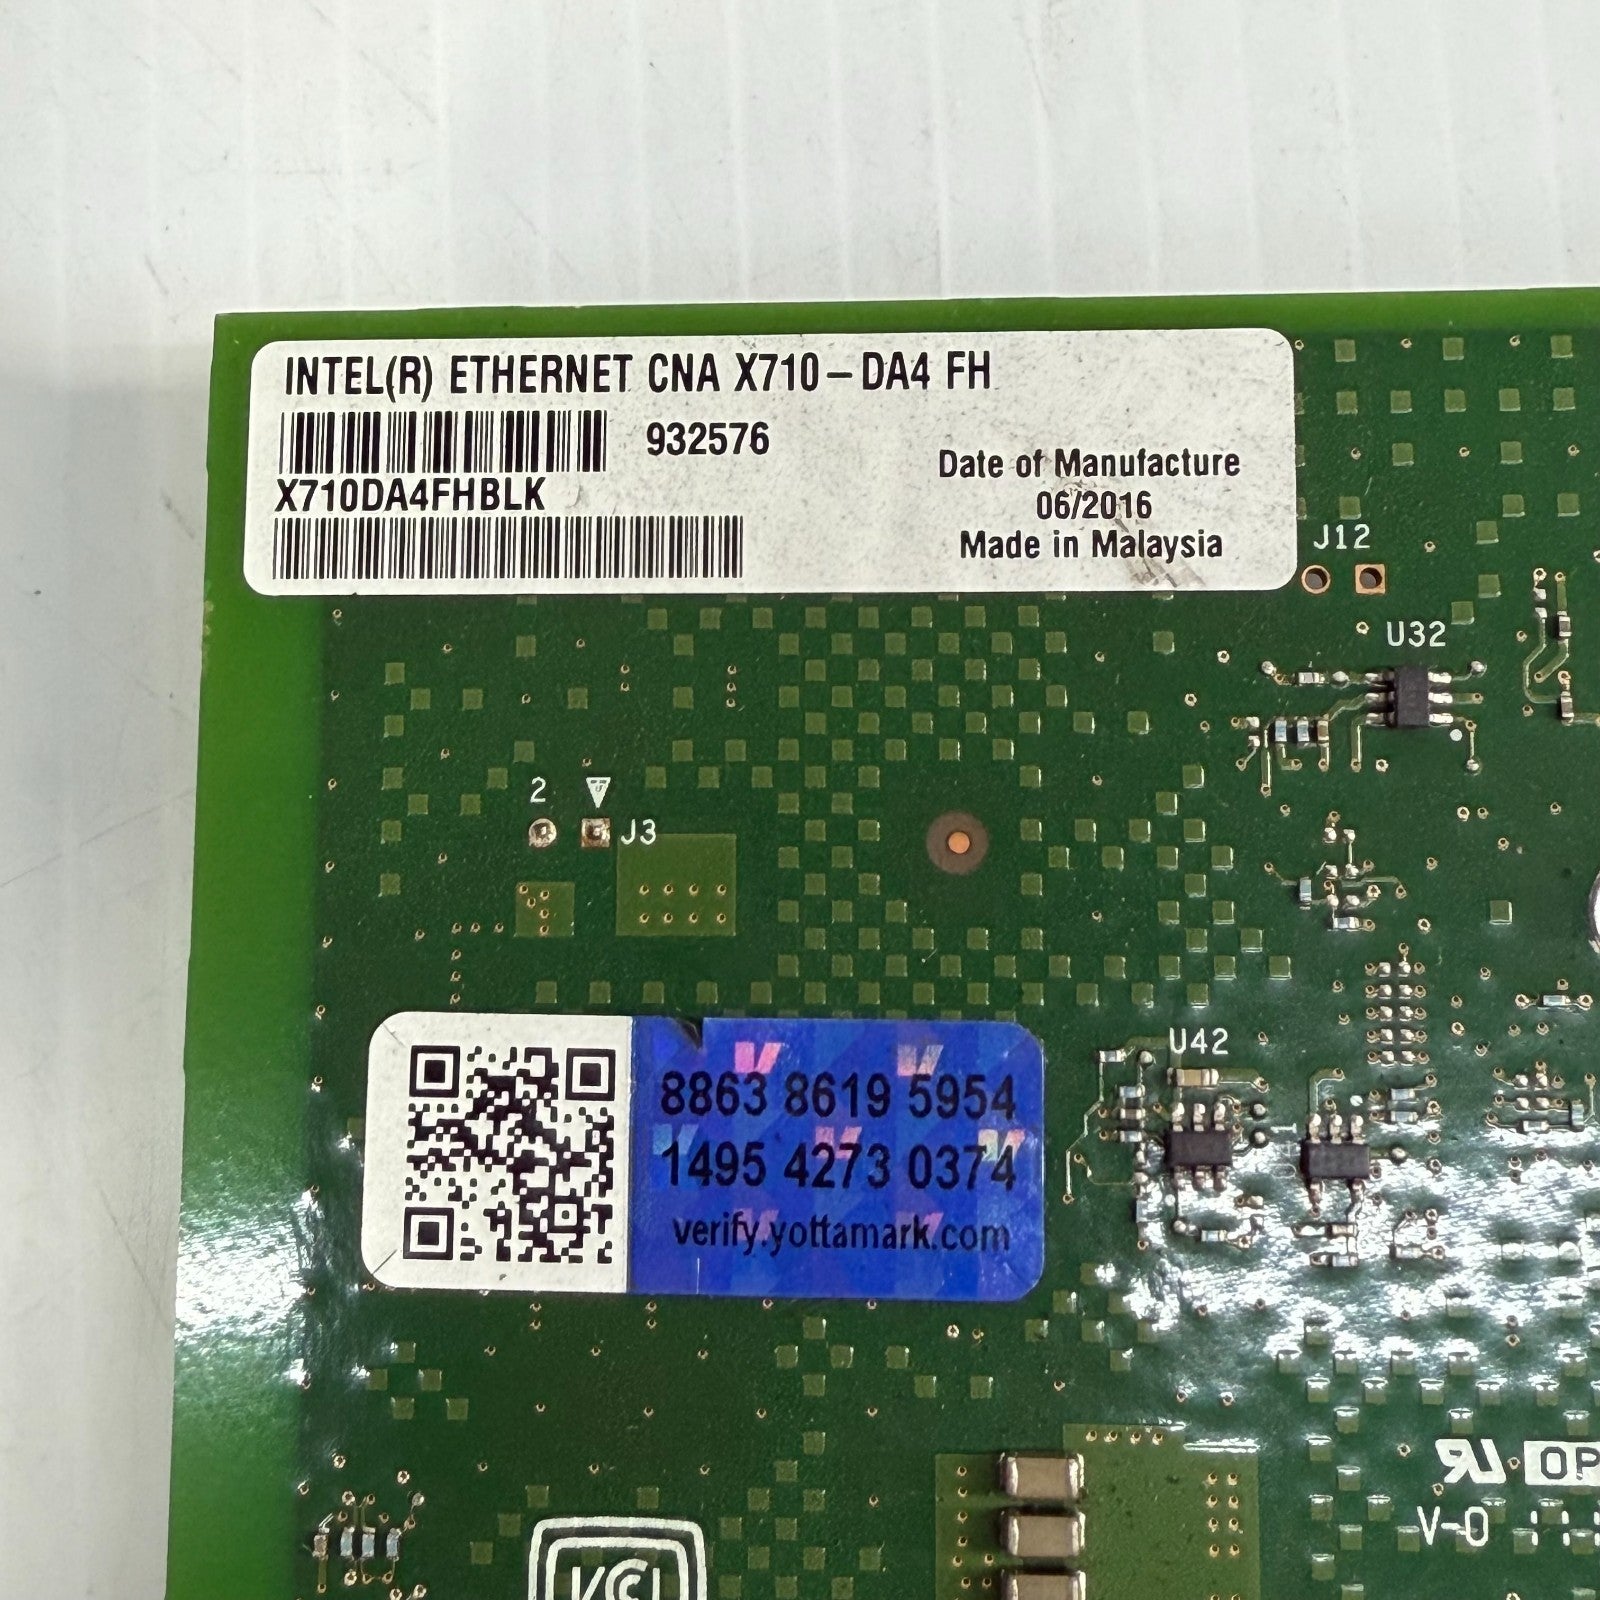 INTEL(R) ETHERNET CNA X710-DA4 FH
932576
X710DA4FHBLK
Date of Manufacture
06/2016
Made in Malaysia
J12
U32
2
J3
U42
8863 8619 5954
1495 4273 0374
verify.yottamark.com
OP
V-0